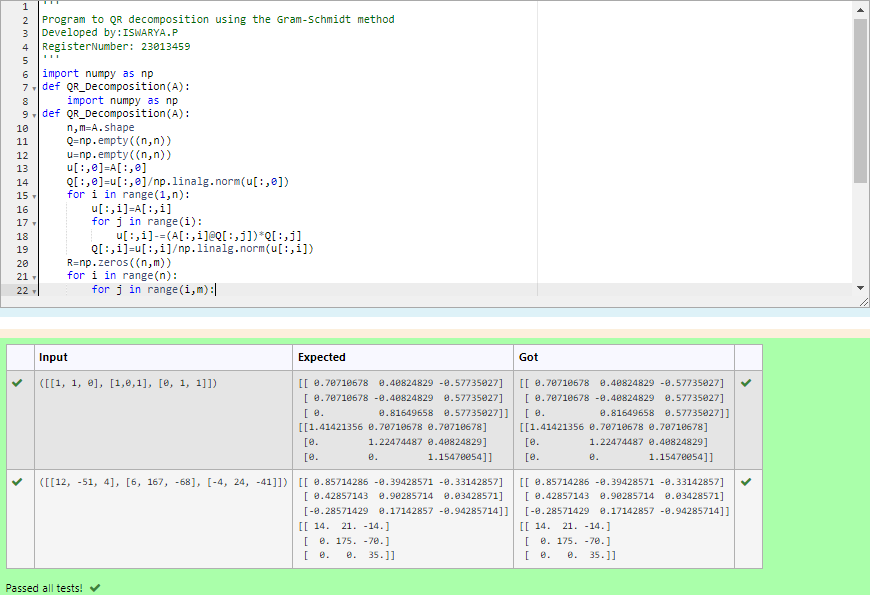 1 '''
2 Program to QR decomposition using the Gram-Schmidt method
3 Developed by:ISWARYA.P
4 RegisterNumber: 23013459
5 '''
6 import numpy as np
7 def QR_Decomposition(A):
8     import numpy as np
9 def QR_Decomposition(A):
10     n,m=A.shape
11     Q=np.empty((n,n))
12     u=np.empty((n,n))
13     u[:,0]=A[:,0]
14     Q[:,0]=u[:,0]/np.linalg.norm(u[:,0])
15     for i in range(1,n):
16         u[:,i]=A[:,i]
17         for j in range(i):
18             u[:,i]-=(A[:,i]@Q[:,j])*Q[:,j]
19         Q[:,i]=u[:,i]/np.linalg.norm(u[:,i])
20     R=np.zeros((n,m))
21     for i in range(n):
22         for j in range(i,m):
Input Expected Got
([[1, 1, 0], [1,0,1], [0, 1, 1]]) [[ 0.70710678  0.40824829 -0.57735027] [[ 0.70710678  0.40824829 -0.57735027]
[ 0.70710678 -0.40824829  0.57735027] [ 0.70710678 -0.40824829  0.57735027]
[ 0.          0.81649658  0.57735027]] [ 0.          0.81649658  0.57735027]]
[[1.41421356 0.70710678 0.70710678] [[1.41421356 0.70710678 0.70710678]
[0.         1.22474487 0.40824829] [0.         1.22474487 0.40824829]
[0.         0.         1.15470054]] [0.         0.         1.15470054]]
([[12, -51, 4], [6, 167, -68], [-4, 24, -41]]) [[ 0.85714286 -0.39428571 -0.33142857] [[ 0.85714286 -0.39428571 -0.33142857]
[ 0.42857143  0.90285714  0.03428571] [ 0.42857143  0.90285714  0.03428571]
[-0.28571429  0.17142857 -0.94285714]] [-0.28571429  0.17142857 -0.94285714]]
[[ 14.  21. -14.] [[ 14.  21. -14.]
[  0. 175. -70.] [  0. 175. -70.]
[  0.   0.  35.]] [  0.   0.  35.]]
Passed all tests!